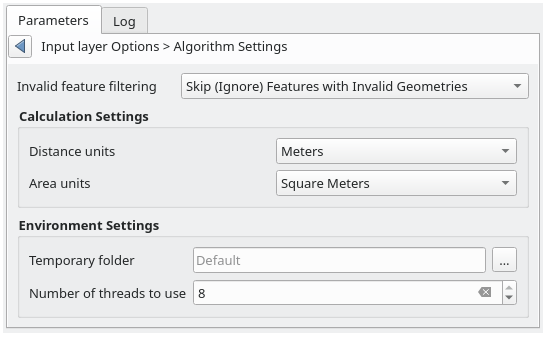 Parameters Log
Input layer Options > Algorithm Settings
Invalid feature filtering Skip (Ignore) Features with Invalid Geometries
Calculation Settings
Distance units Meters
Area units Square Meters
Environment Settings
Temporary folder Default ...
Number of threads to use 8